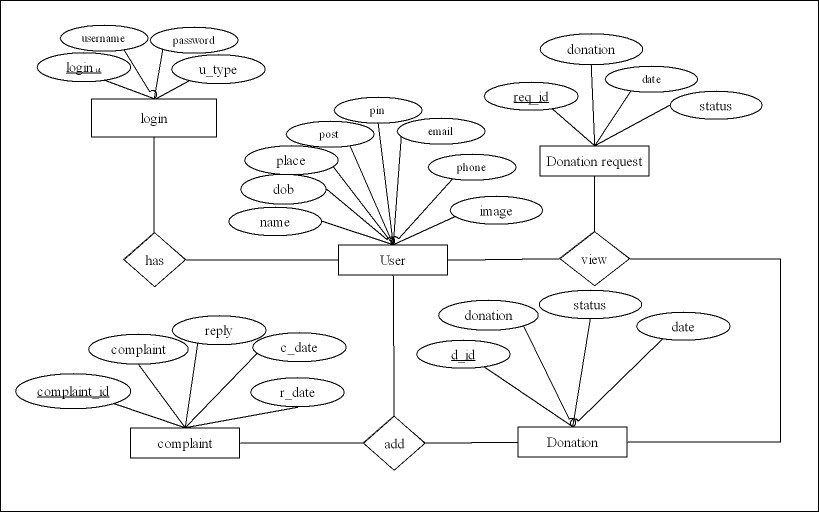 username
password
login
u_type
login
donation
date
req_id
status
Donation request
pin
post
email
place
phone
dob
name
image
User
has
view
donation
status
date
d_id
Donation
reply
complaint
c_date
complaint_id
r_date
complaint
add